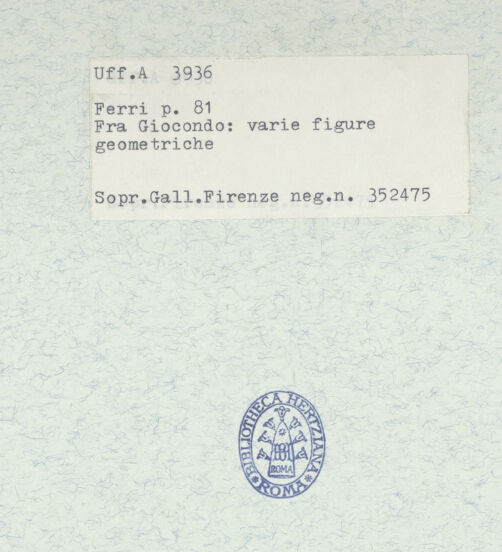 Uff.A 3936
Ferri p. 81
Fra Giocondo: varie figure
geometriche
Sopr.Gall.Firenze neg.n. 352475
BIBLIOTHECA HERTZIANA
ROMA
ROMA